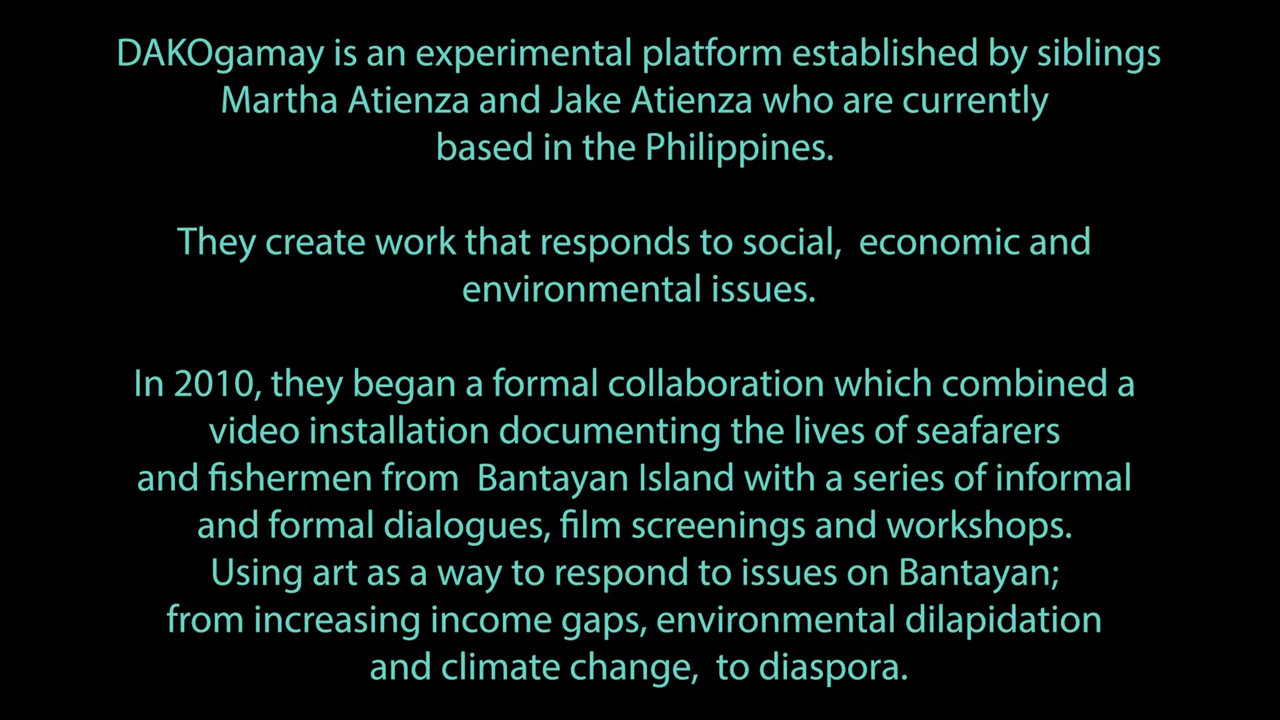 DAKOgamay is an experimental platform established by siblings
Martha Atienza and Jake Atienza who are currently
based in the Philippines.
They create work that responds to social,  economic and
environmental issues.
In 2010, they began a formal collaboration which combined a
video installation documenting the lives of seafarers
and fishermen from  Bantayan Island with a series of informal
and formal dialogues, film screenings and workshops.
Using art as a way to respond to issues on Bantayan;
from increasing income gaps, environmental dilapidation
and climate change,  to diaspora.